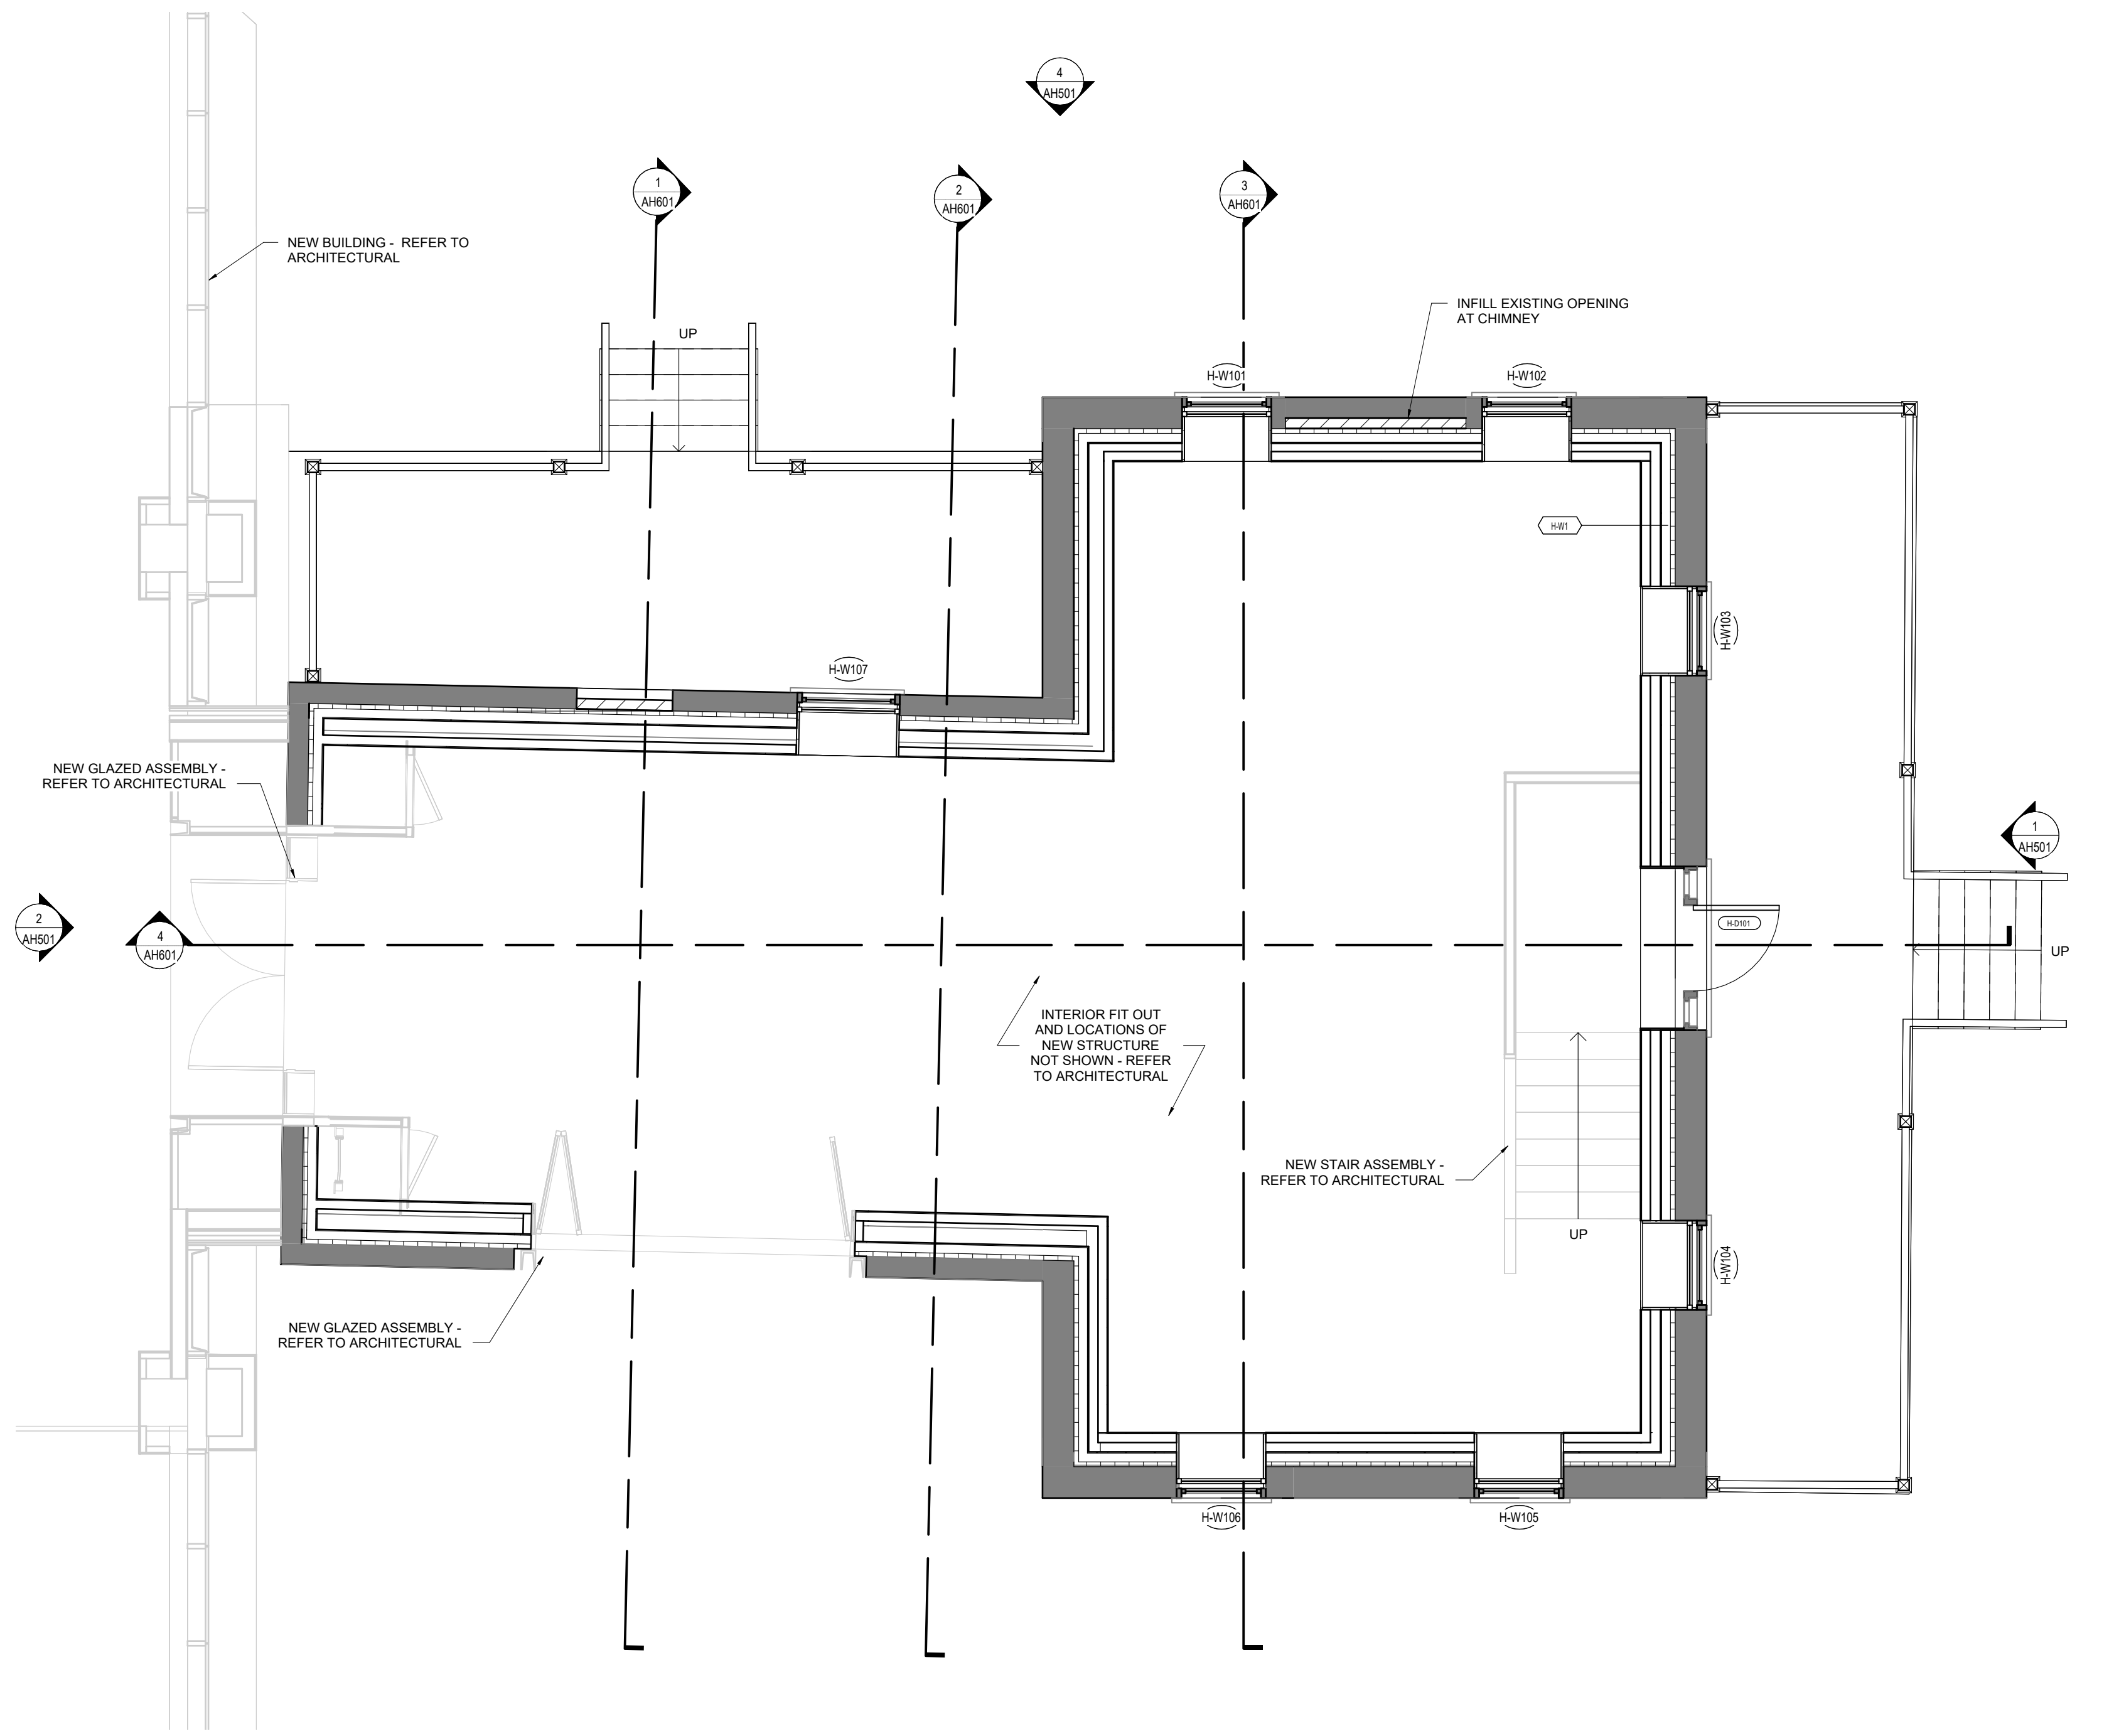 4
AH501
1
AH601
2
AH601
3
AH601
NEW BUILDING - REFER TO
ARCHITECTURAL
INFILL EXISTING OPENING
AT CHIMNEY
UP
H-W101
H-W102
H-W1
H-W103
H-W107
NEW GLAZED ASSEMBLY -
REFER TO ARCHITECTURAL
1
AH501
2
AH501
4
AH601
H-D101
UP
INTERIOR FIT OUT
AND LOCATIONS OF
NEW STRUCTURE
NOT SHOWN - REFER
TO ARCHITECTURAL
NEW STAIR ASSEMBLY -
REFER TO ARCHITECTURAL
UP
H-W104
NEW GLAZED ASSEMBLY -
REFER TO ARCHITECTURAL
H-W106
H-W105